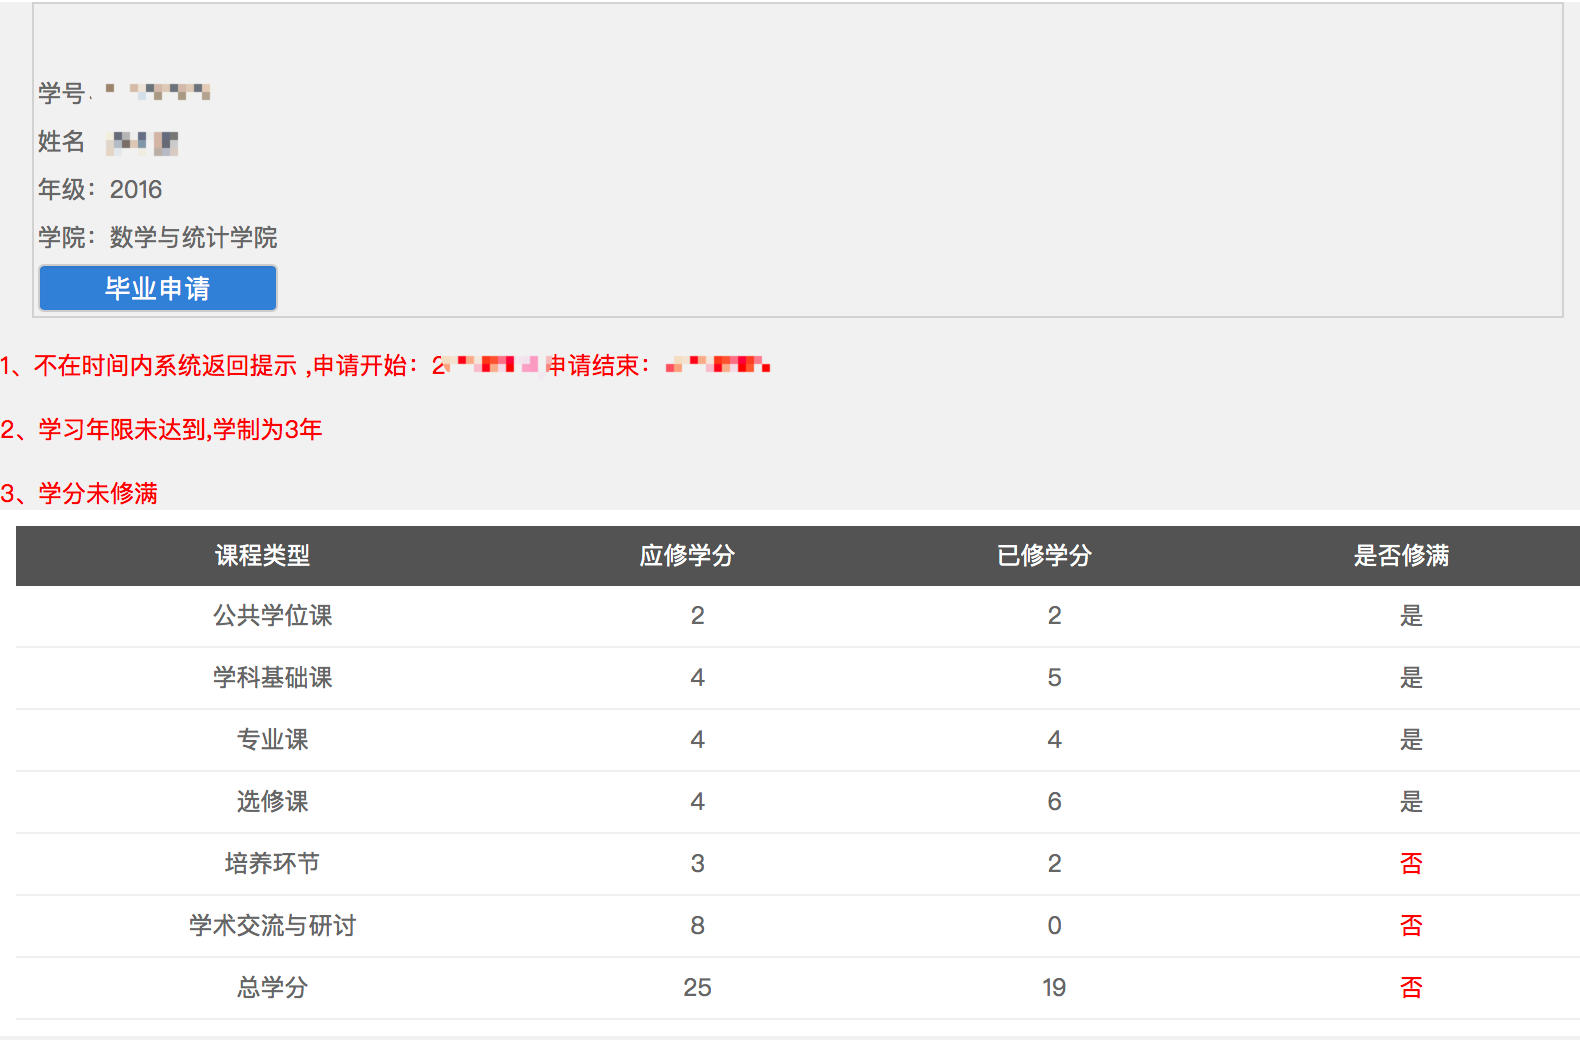 学号
姓名
年级：2016
学院：数学与统计学院
毕业申请
1、不在时间内系统返回提示 ,申请开始：2 申请结束：
2、学习年限未达到,学制为3年
3、学分未修满
课程类型 应修学分 已修学分 是否修满
公共学位课 2 2 是
学科基础课 4 5 是
专业课 4 4 是
选修课 4 6 是
培养环节 3 2 否
学术交流与研讨 8 0 否
总学分 25 19 否